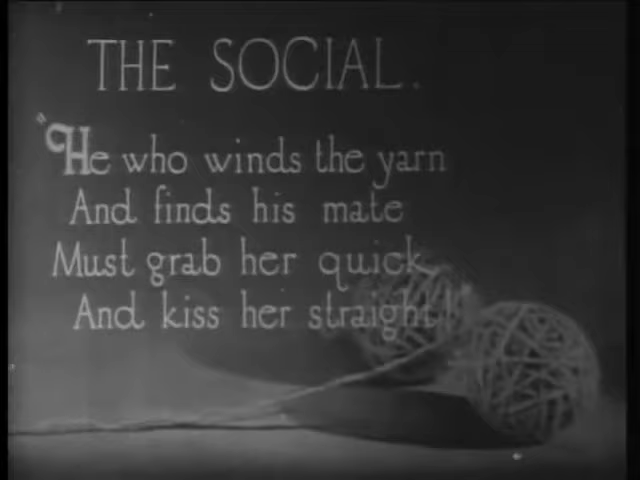 THE SOCIAL.
"He who winds the yarn
And finds his mate
Must grab her quick
And kiss her straight